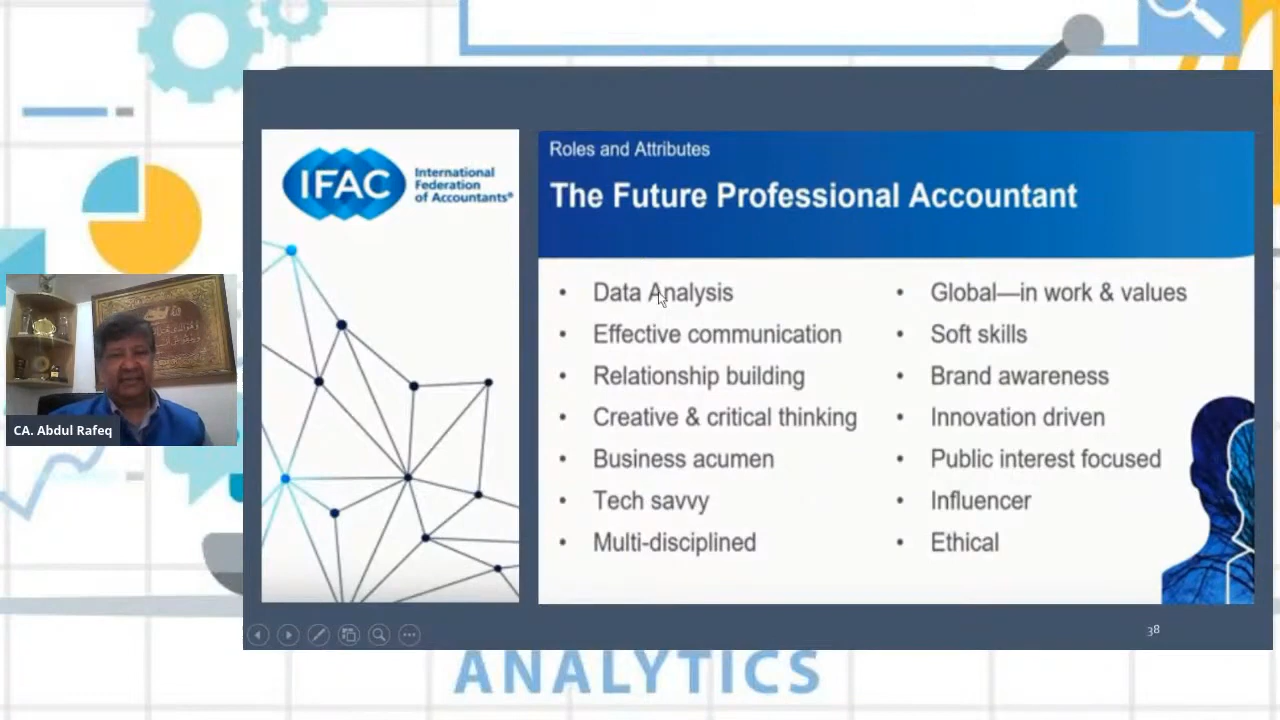 IFAC
International
Federation
of Accountants®
Roles and Attributes
The Future Professional Accountant
• Data Analysis
• Effective communication
• Relationship building
• Creative & critical thinking
• Business acumen
• Tech savvy
• Multi-disciplined
• Global—in work & values
• Soft skills
• Brand awareness
• Innovation driven
• Public interest focused
• Influencer
• Ethical
CA. Abdul Rafeq
38
ANALYTICS